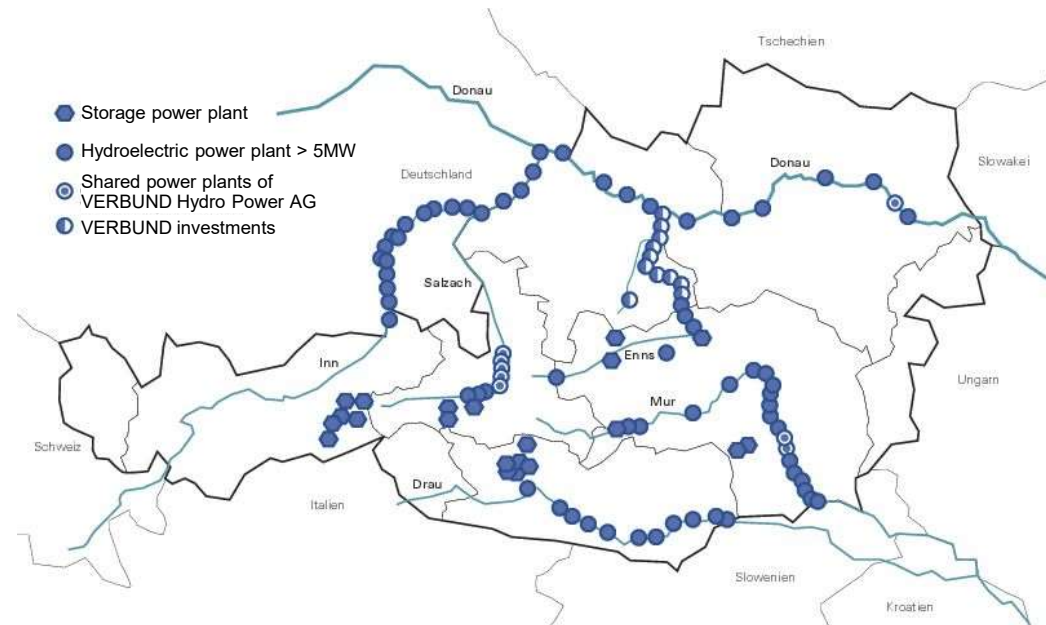 Tschechien
Donau
Storage power plant
Hydroelectric power plant > 5MW
Deutschland
Donau
Slowakei
Shared power plants of
VERBUND Hydro Power AG
VERBUND investments
Salzach
Inn
Enns
Ungarn
Mur
Schweiz
Drau
Italien
Slowenien
Kroatien